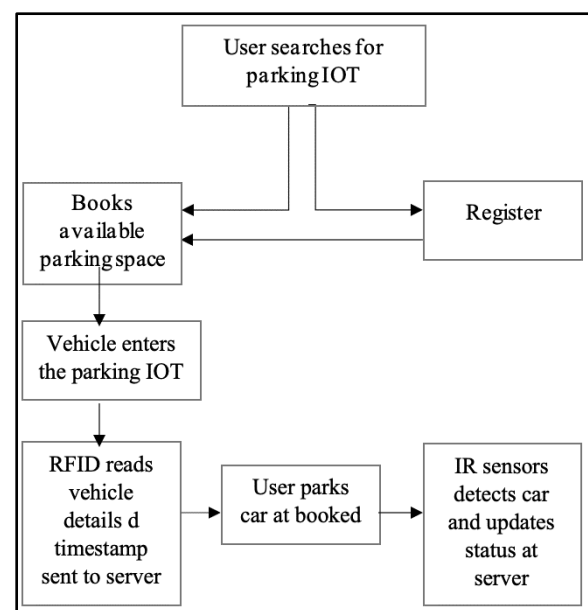 User searches for
parking IOT
Books
available
parking space
Register
Vehicle enters
the parking IOT
RFID reads
vehicle
details d
timestamp
sent to server
User parks
car at booked
IR sensors
detects car
and updates
status at
server